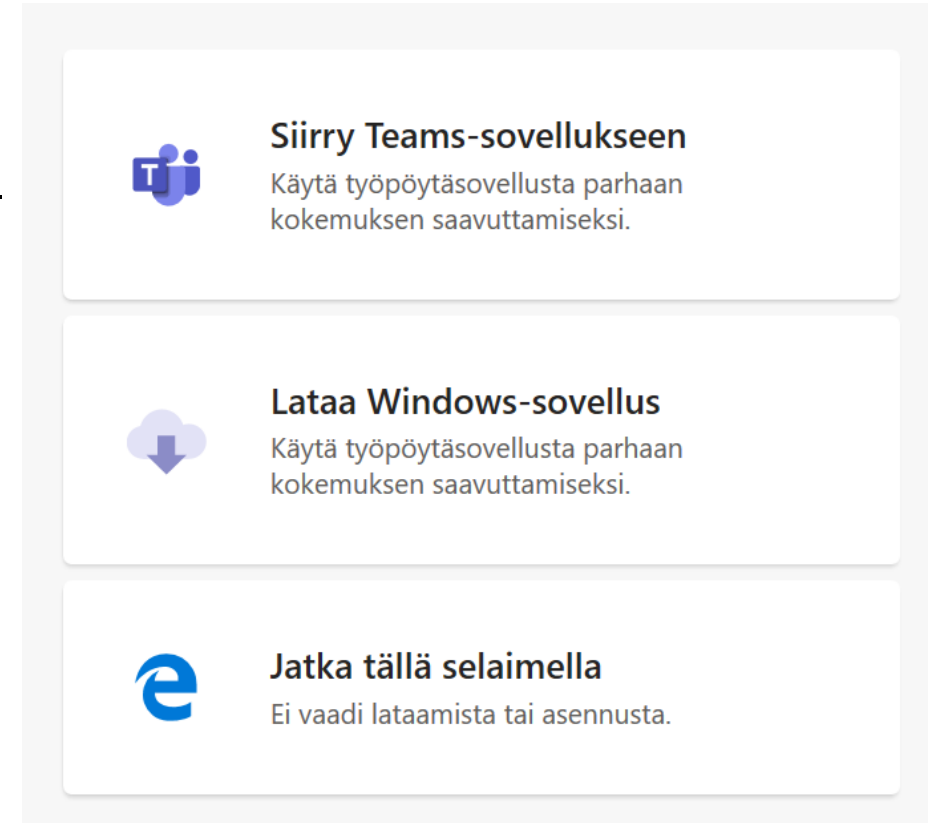 Siirry Teams-sovellukseen
Käytä työpöytäsovellusta parhaan
kokemuksen saavuttamiseksi.
Lataa Windows-sovellus
Käytä työpöytäsovellusta parhaan
kokemuksen saavuttamiseksi.
Jatka tällä selaimella
Ei vaadi lataamista tai asennusta.